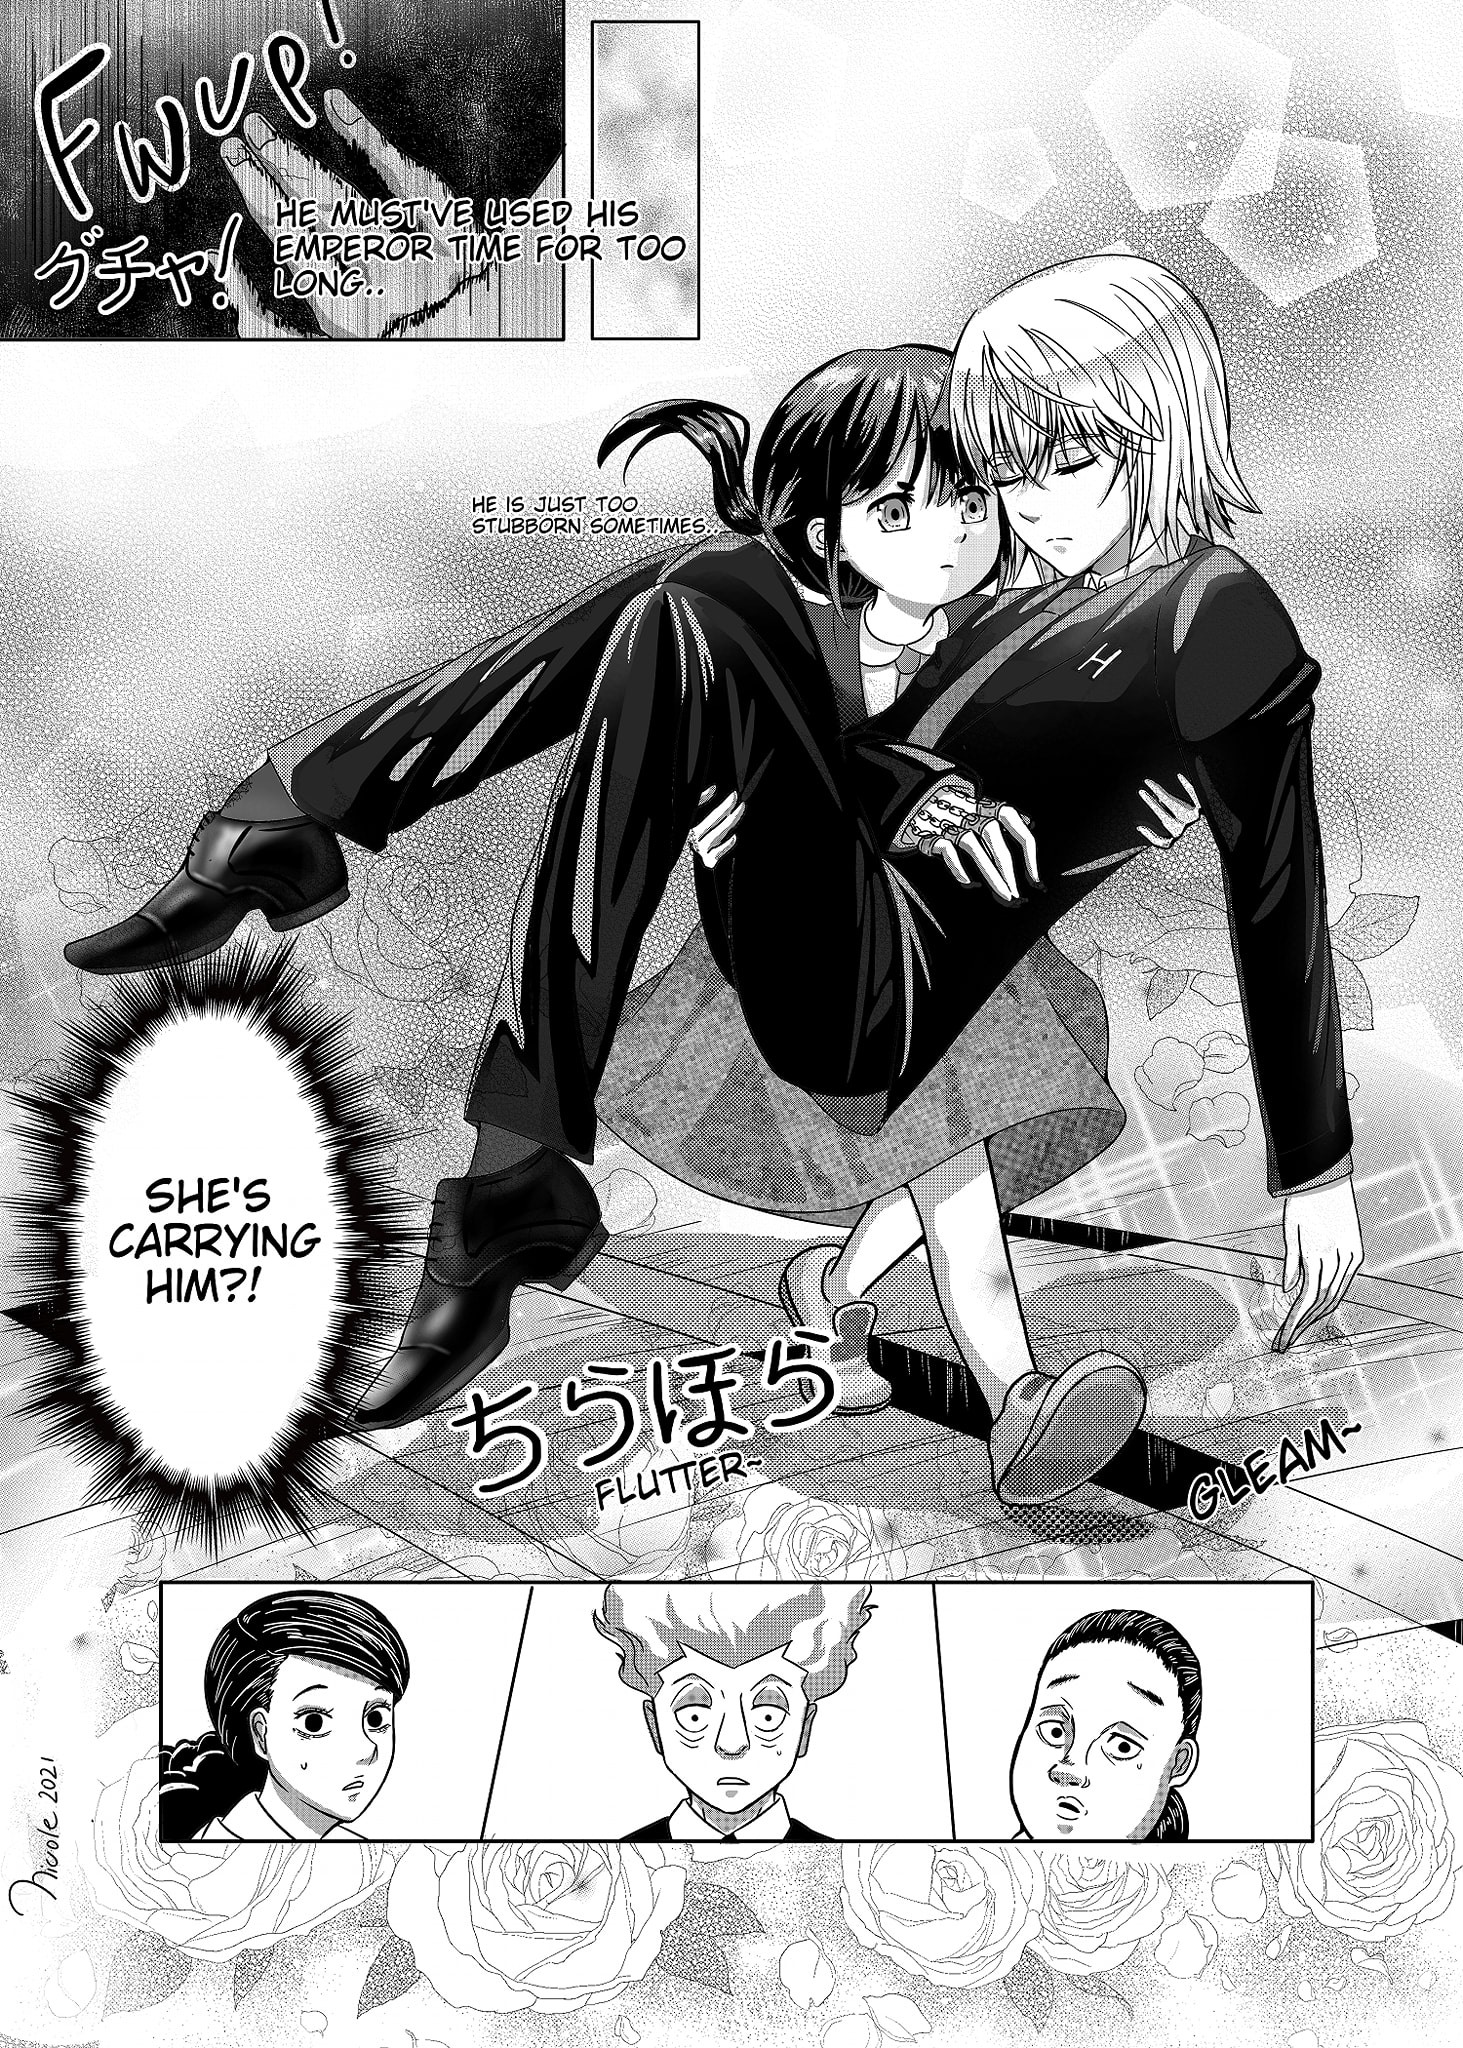 FWUP!
グチャ!
HE MUST'VE USED HIS
EMPEROR TIME FOR TOO
LONG..
HE IS JUST TOO
STUBBORN SOMETIMES..
H
SHE'S
CARRYING
HIM?!
ちらほら
FLUTTER~
GLEAM~
Nicole 2021